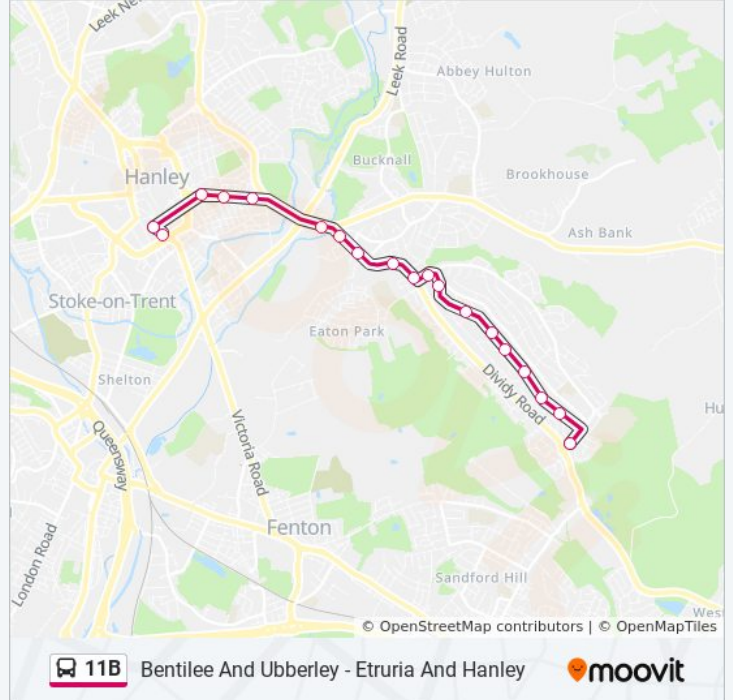 Leek Ne
Leek Road
Abbey Hulton
Bucknall
Hanley
Brookhouse
Ash Bank
Stoke-on-Trent
Eaton Park
Shelton
Dividy Road
Hu
Victoria Road
Queensway
Fenton
London Road
Sandford Hill
Wes
© OpenStreetMap contributors | © OpenMapTiles
11B Bentilee And Ubberley - Etruria And Hanley moovit